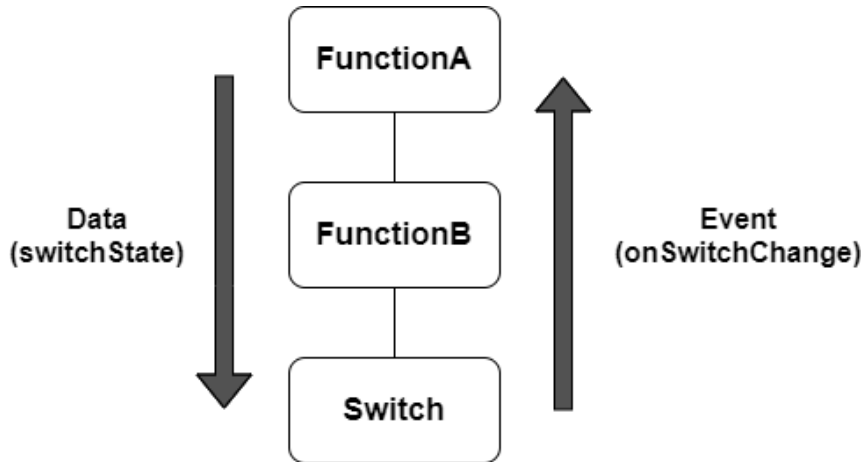 FunctionA
Data
(switchState)
FunctionB
Event
(onSwitchChange)
Switch